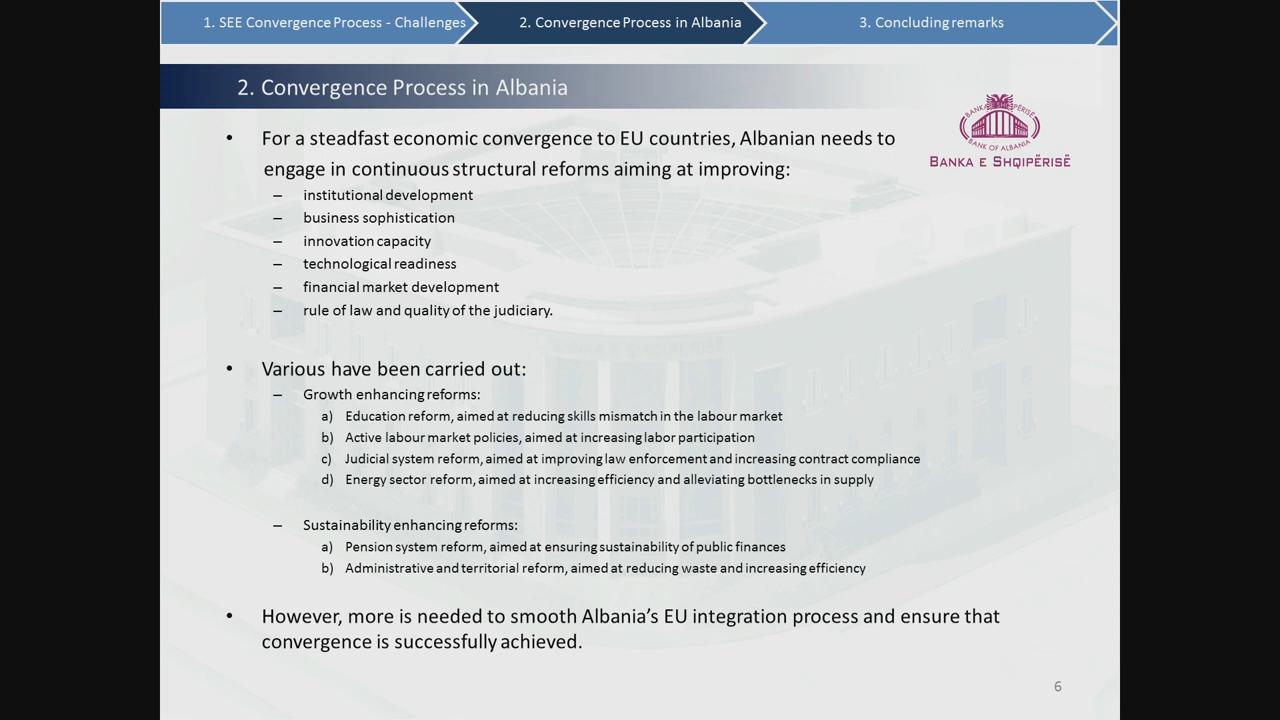 1. SEE Convergence Process - Challenges
2. Convergence Process in Albania
3. Concluding remarks
2. Convergence Process in Albania
BANKA E SHQIPËRISË
BANK OF ALBANIA
BANKA E SHQIPËRISË
• For a steadfast economic convergence to EU countries, Albanian needs to
engage in continuous structural reforms aiming at improving:
– institutional development
– business sophistication
– innovation capacity
– technological readiness
– financial market development
– rule of law and quality of the judiciary.
• Various have been carried out:
– Growth enhancing reforms:
a) Education reform, aimed at reducing skills mismatch in the labour market
b) Active labour market policies, aimed at increasing labor participation
c) Judicial system reform, aimed at improving law enforcement and increasing contract compliance
d) Energy sector reform, aimed at increasing efficiency and alleviating bottlenecks in supply
– Sustainability enhancing reforms:
a) Pension system reform, aimed at ensuring sustainability of public finances
b) Administrative and territorial reform, aimed at reducing waste and increasing efficiency
• However, more is needed to smooth Albania’s EU integration process and ensure that
convergence is successfully achieved.
6